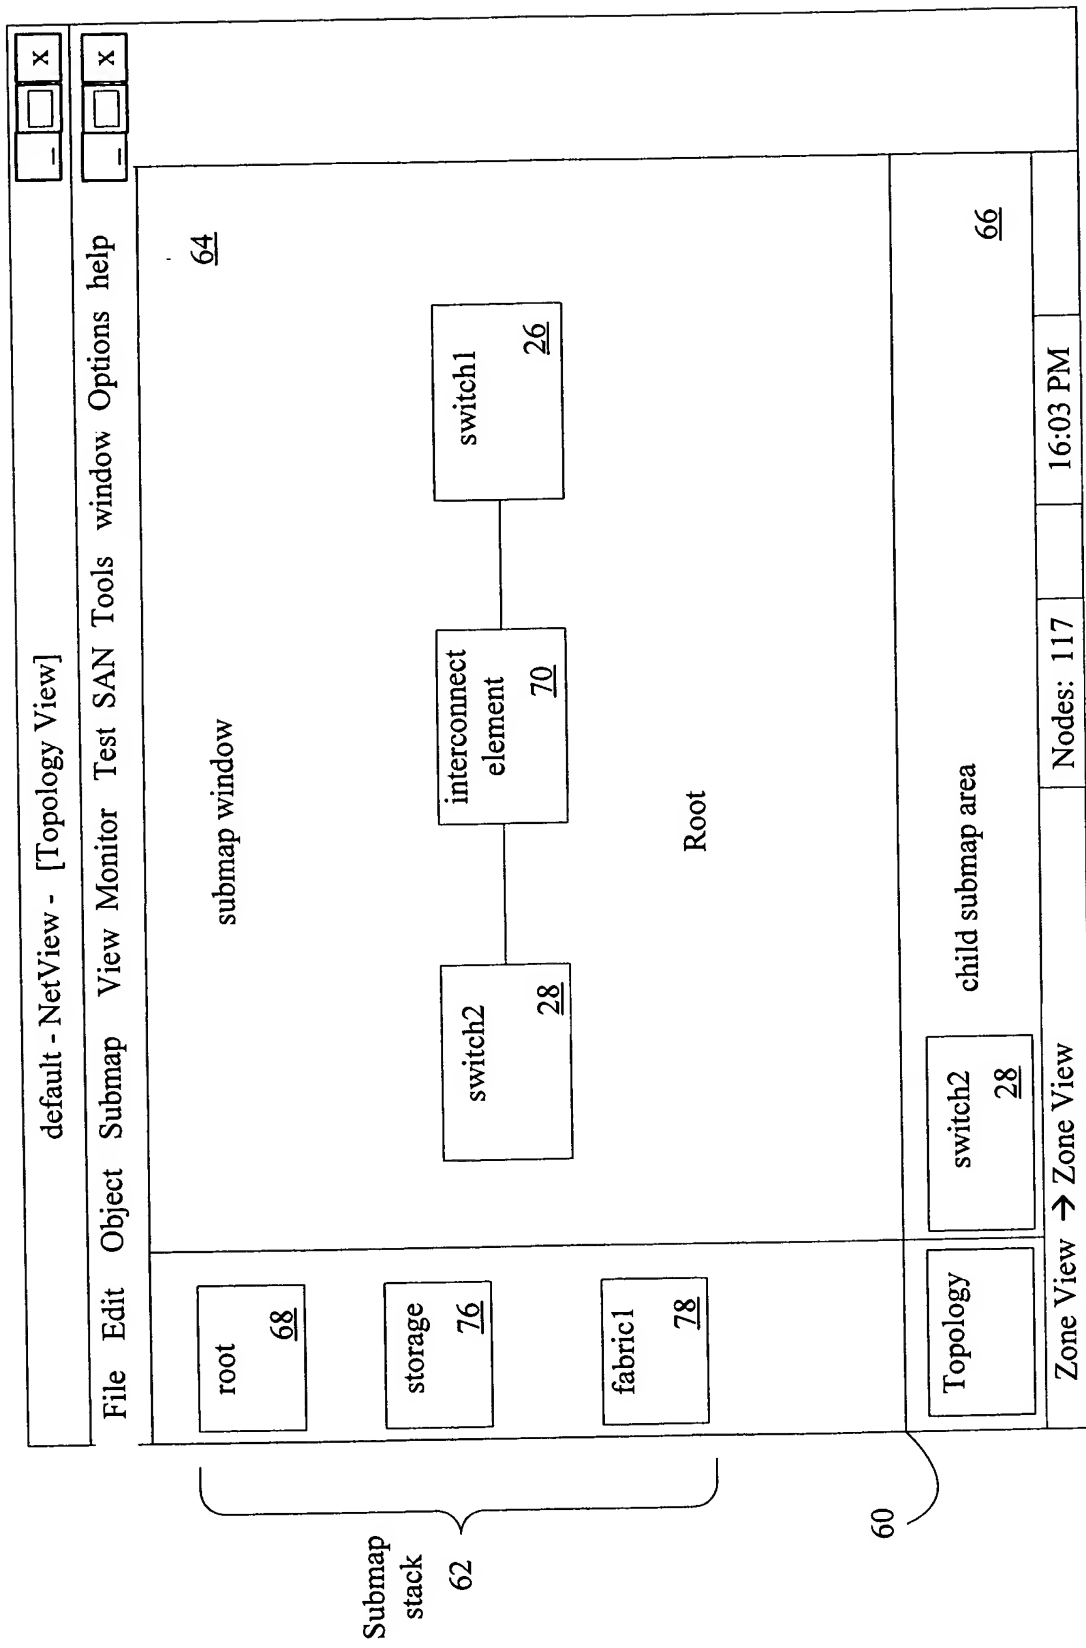 default - NetView - [Topology View]
_ x
File Edit Object Submap View Monitor Test SAN Tools window Options help
_ x
Submap
stack
62
root
68
storage
76
fabric1
78
submap window
64
switch2
28
interconnect
element
70
switch1
26
Root
60
Topology
switch2
28
child submap area
66
Zone View → Zone View
Nodes: 117
16:03 PM